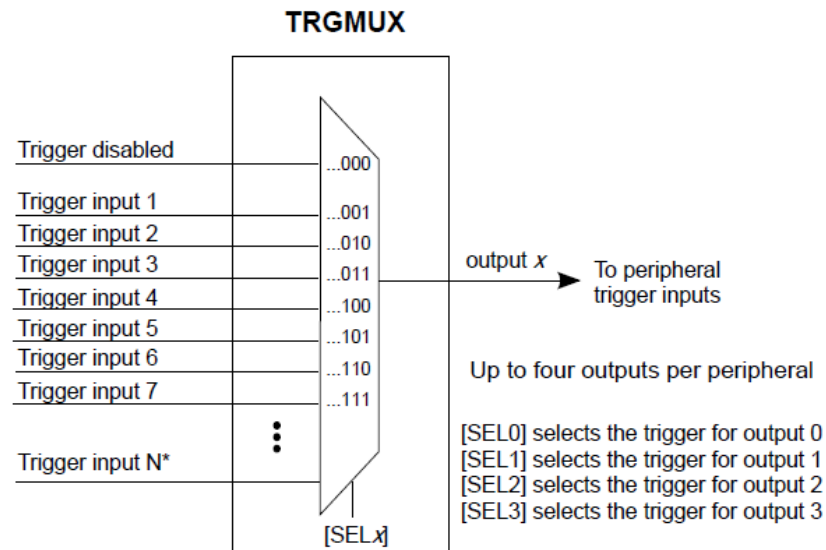 TRGMUX
Trigger disabled
...000
Trigger input 1
...001
Trigger input 2
...010
Trigger input 3
...011
Trigger input 4
...100
Trigger input 5
...101
Trigger input 6
...110
Trigger input 7
...111
Trigger input N*
[SELx]
output x
To peripheral
trigger inputs
Up to four outputs per peripheral
[SEL0] selects the trigger for output 0
[SEL1] selects the trigger for output 1
[SEL2] selects the trigger for output 2
[SEL3] selects the trigger for output 3